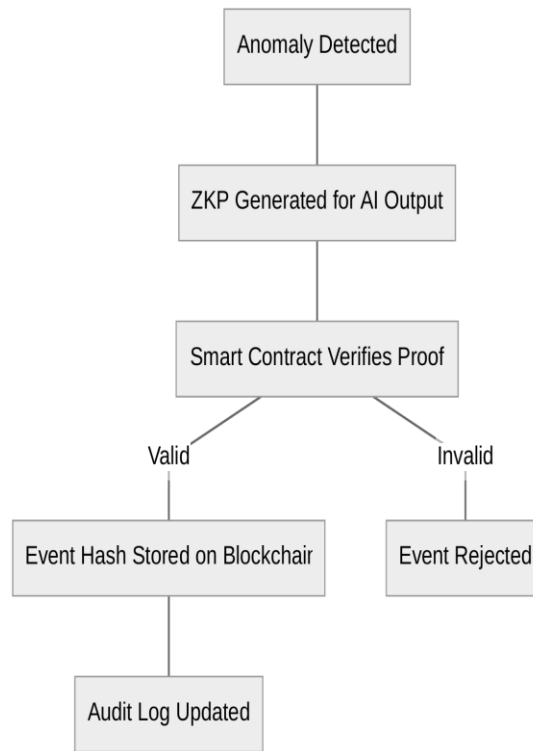 Anomaly Detected
ZKP Generated for AI Output
Smart Contract Verifies Proof
Valid
Invalid
Event Hash Stored on Blockchain
Event Rejected
Audit Log Updated